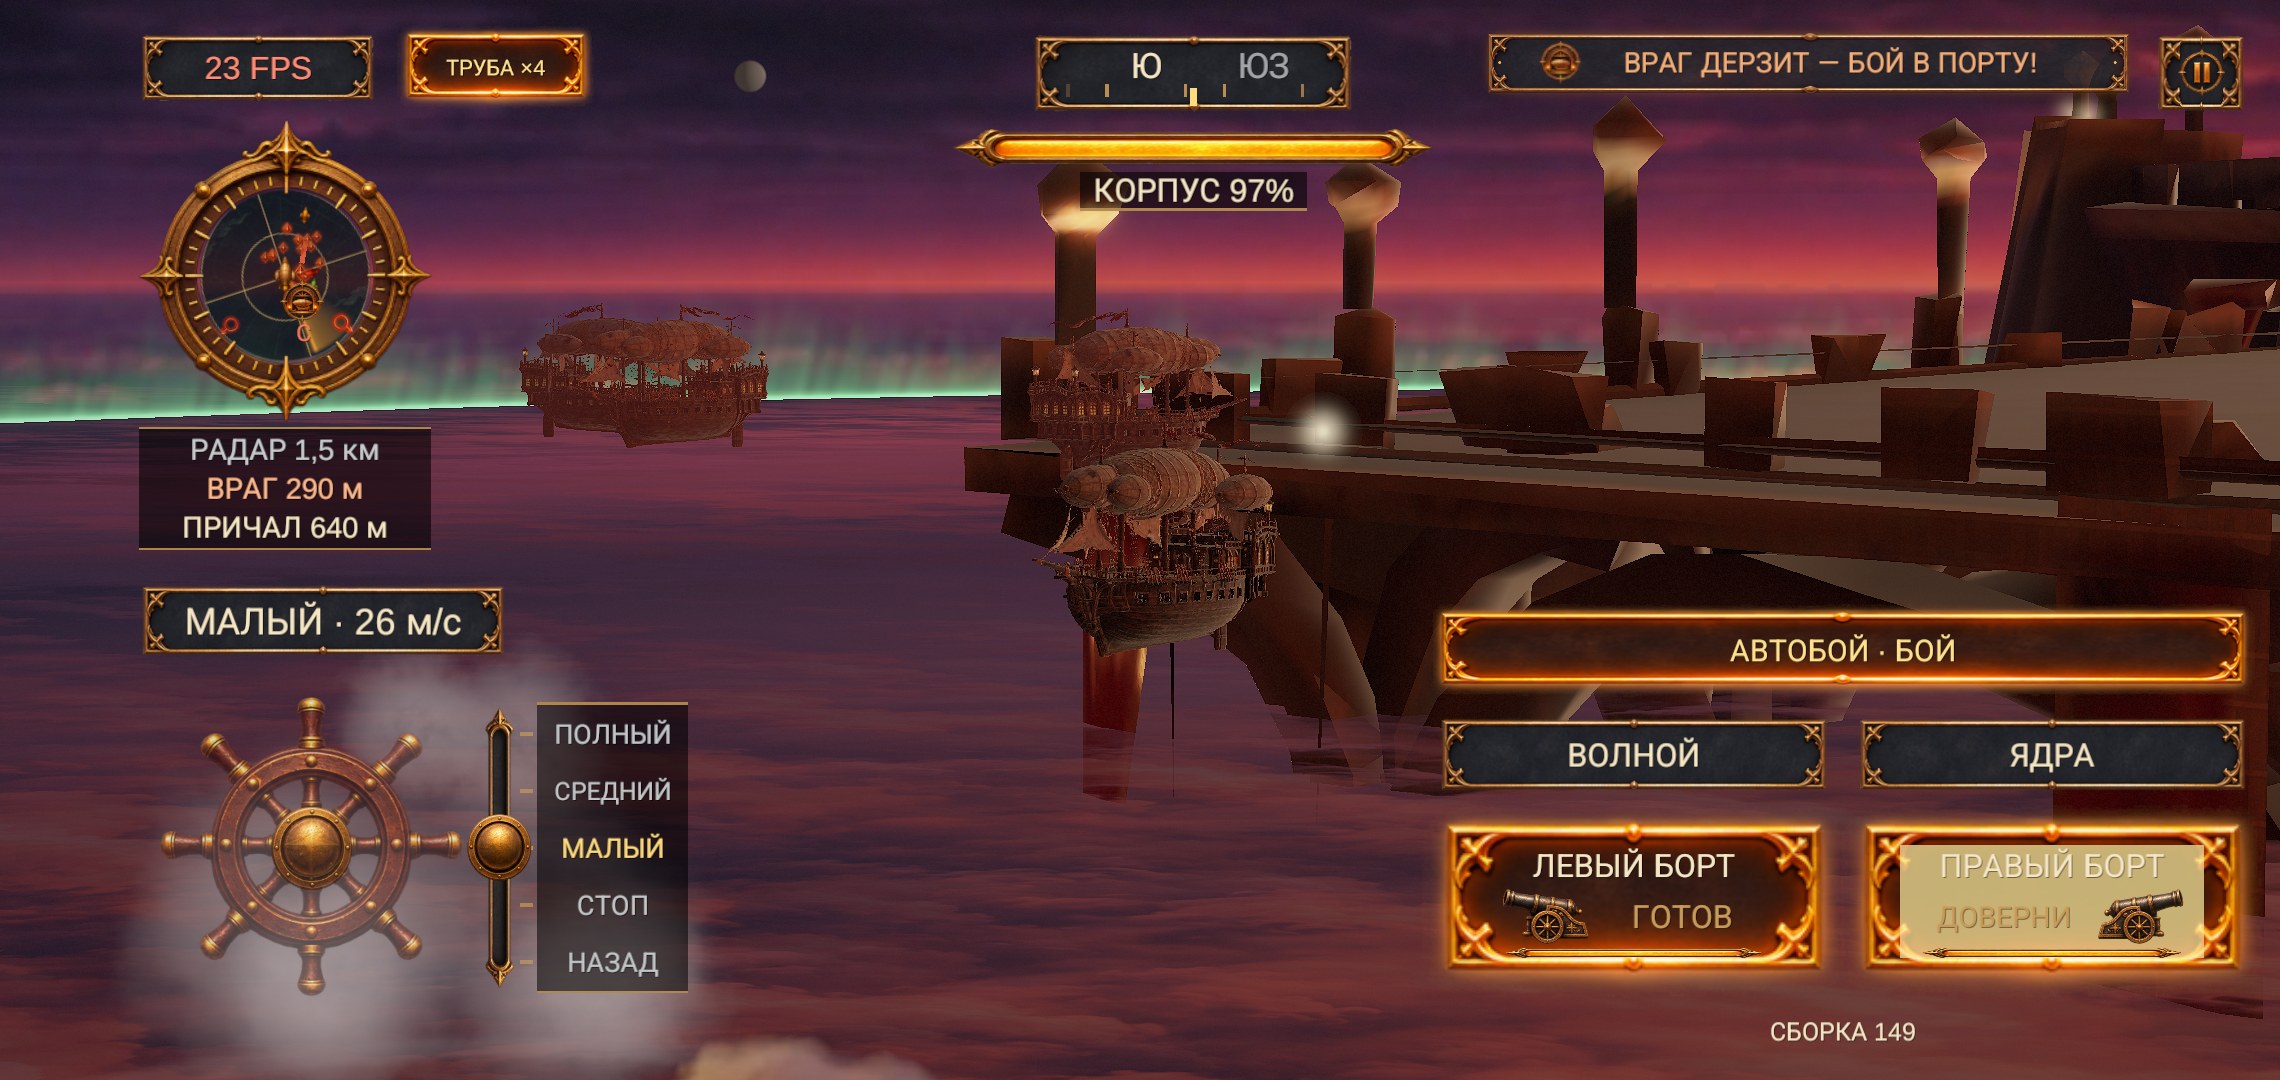 23 FPS
ТРУБА ×4
Ю ЮЗ
ВРАГ ДЕРЗИТ — БОЙ В ПОРТУ!
КОРПУС 97%
С
РАДАР 1,5 км
ВРАГ 290 м
ПРИЧАЛ 640 м
МАЛЫЙ · 26 м/с
ПОЛНЫЙ
СРЕДНИЙ
МАЛЫЙ
СТОП
НАЗАД
АВТОБОЙ · БОЙ
ВОЛНОЙ
ЯДРА
ЛЕВЫЙ БОРТ
ГОТОВ
ПРАВЫЙ БОРТ
ДОВЕРНИ
СБОРКА 149